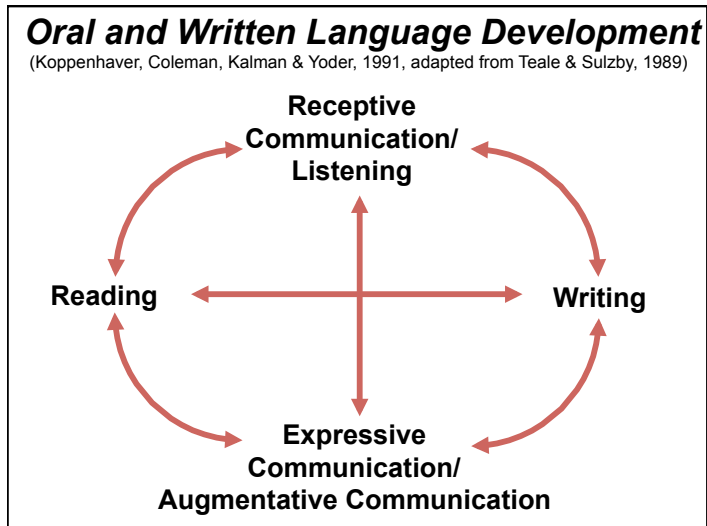 Oral and Written Language Development
(Koppenhaver, Coleman, Kalman & Yoder, 1991, adapted from Teale & Sulzby, 1989)
Receptive
Communication/
Listening
Reading
Writing
Expressive
Communication/
Augmentative Communication